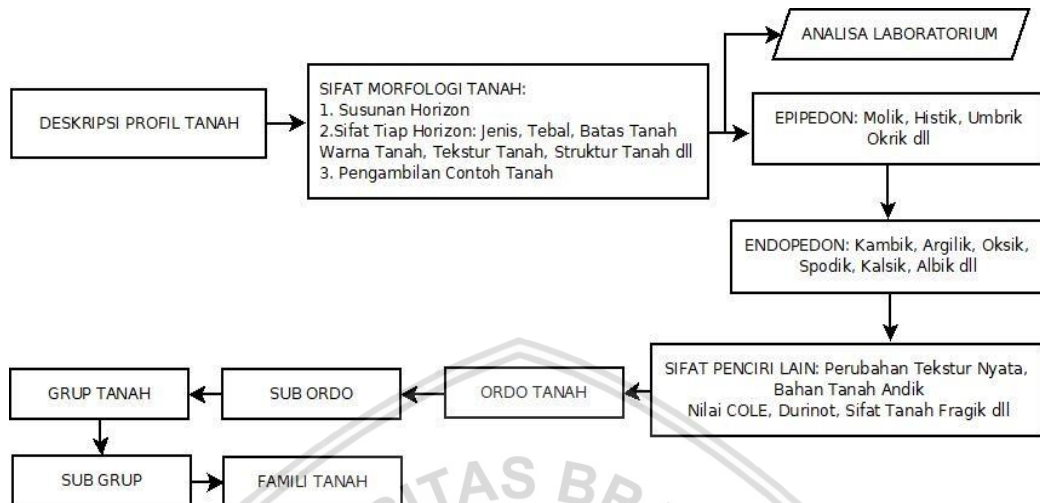 DESKRIPSI PROFIL TANAH
SIFAT MORFOLOGI TANAH:
1. Susunan Horizon
2.Sifat Tiap Horizon: Jenis, Tebal, Batas Tanah
Warna Tanah, Tekstur Tanah, Struktur Tanah dll
3. Pengambilan Contoh Tanah
ANALISA LABORATORIUM
EPIPEDON: Molik, Histik, Umbrik
Okrik dll
ENDOPEDON: Kambik, Argilik, Oksik,
Spodik, Kalsik, Albik dll
SIFAT PENCIRI LAIN: Perubahan Tekstur Nyata,
Bahan Tanah Andik
Nilai COLE, Durinot, Sifat Tanah Fragik dll
ORDO TANAH
SUB ORDO
GRUP TANAH
SUB GRUP
FAMILI TANAH